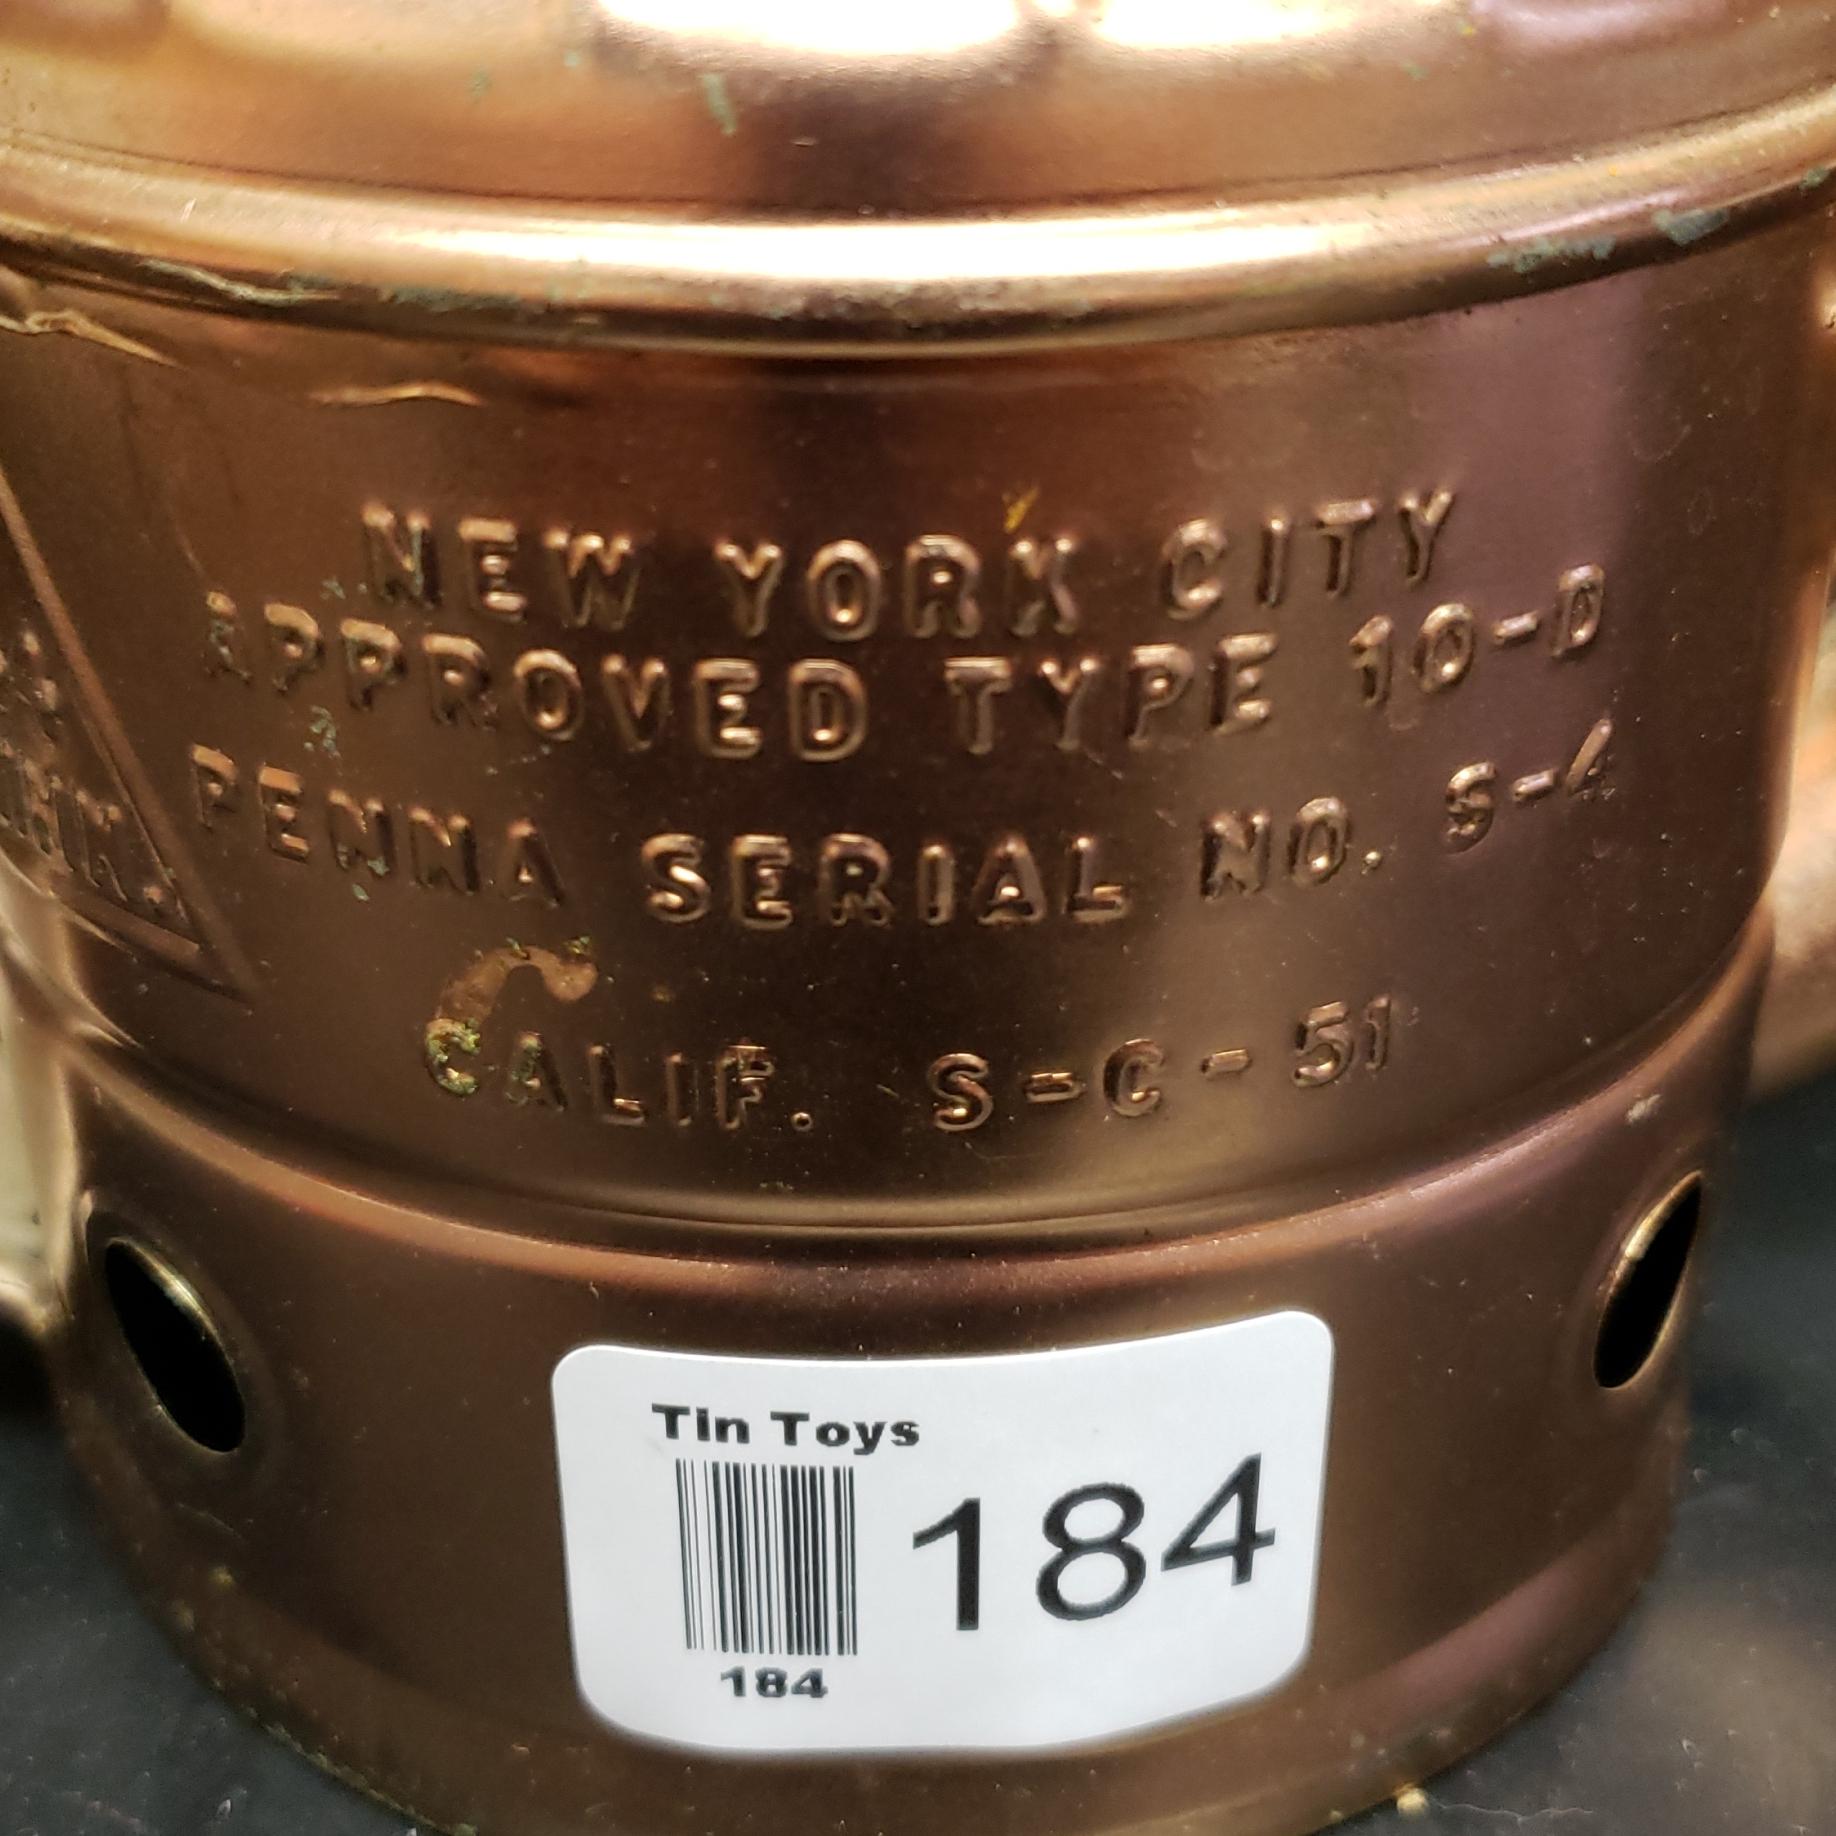 NEW YORK CITY
APPROVED TYPE 10-D
PENNA SERIAL NO. S-4
CALIF. S-C-51
Tin Toys
184
184